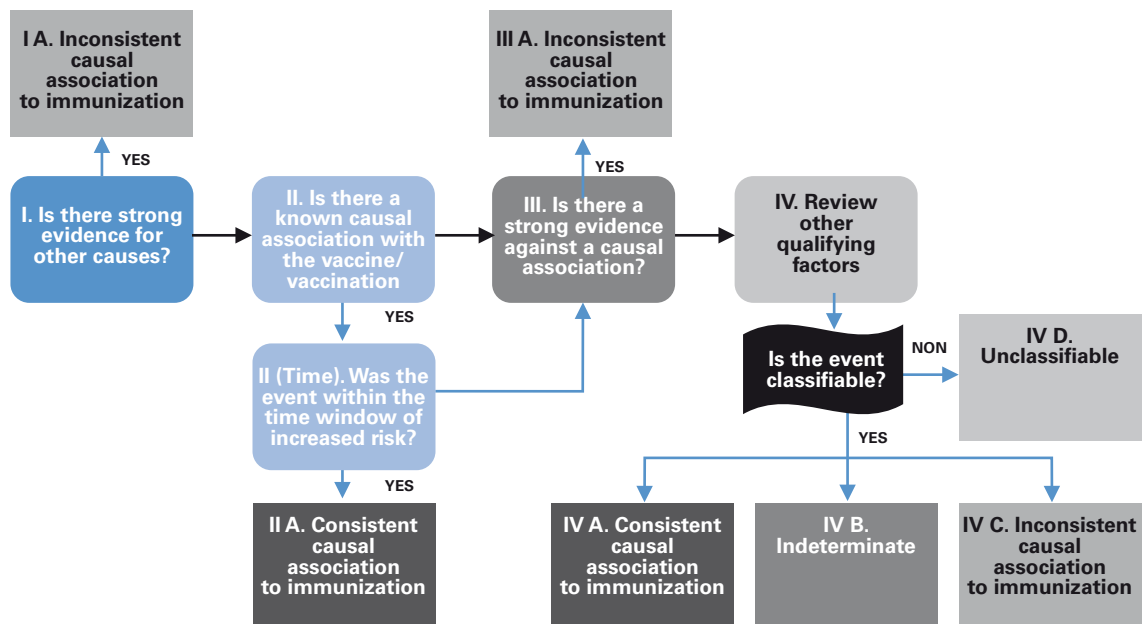 I A. Inconsistent
causal
association
to immunization
III A. Inconsistent
causal
association
to immunization
YES
YES
I. Is there strong
evidence for
other causes?
II. Is there a
known causal
association with
the vaccine/
vaccination
III. Is there a
strong evidence
against a causal
association?
IV. Review
other
qualifying
factors
YES
II (Time). Was the
event within the
time window of
increased risk?
Is the event
classifiable?
NON
IV D.
Unclassifiable
YES
YES
II A. Consistent
causal
association
to immunization
IV A. Consistent
causal
association
to immunization
IV B.
Indeterminate
IV C. Inconsistent
causal
association
to immunization